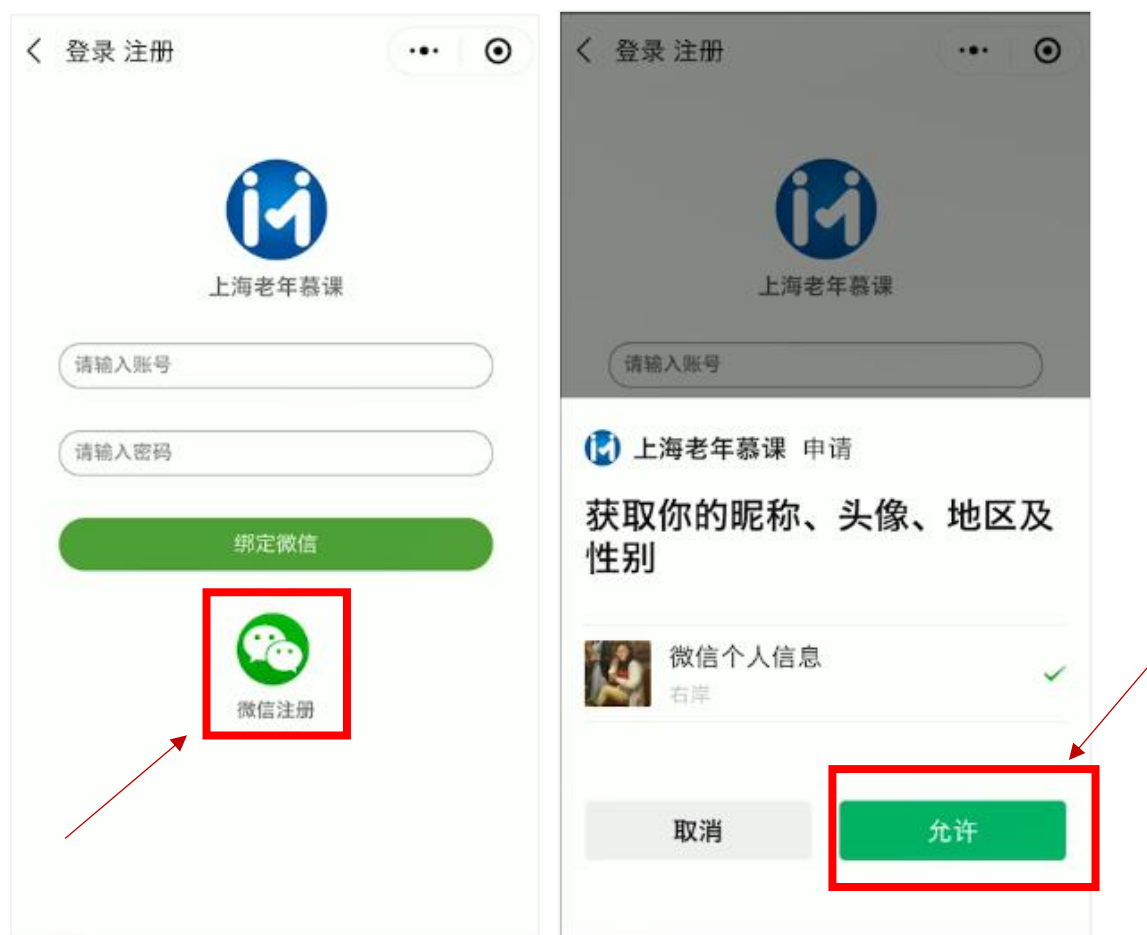 登录 注册
上海老年慕课
请输入账号
请输入密码
绑定微信
微信注册
登录 注册
上海老年慕课
请输入账号
上海老年慕课 申请
获取你的昵称、头像、地区及
性别
微信个人信息
右岸
取消
允许